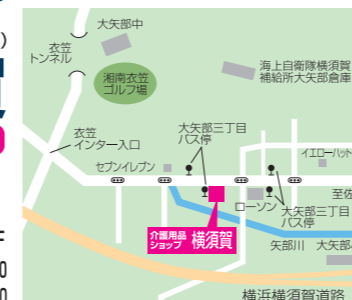 大矢部中
衣笠
トンネル
湘南衣笠
ゴルフ場
海上自衛隊横須賀
補給所大矢部倉庫
衣笠
インター入口
大矢部三丁目
バス停
セブンイレブン
イエローハット
至佐
ローソン
大矢部三丁目
バス停
介護用品
ショップ 横須賀
矢部川
大矢部
横浜横須賀道路